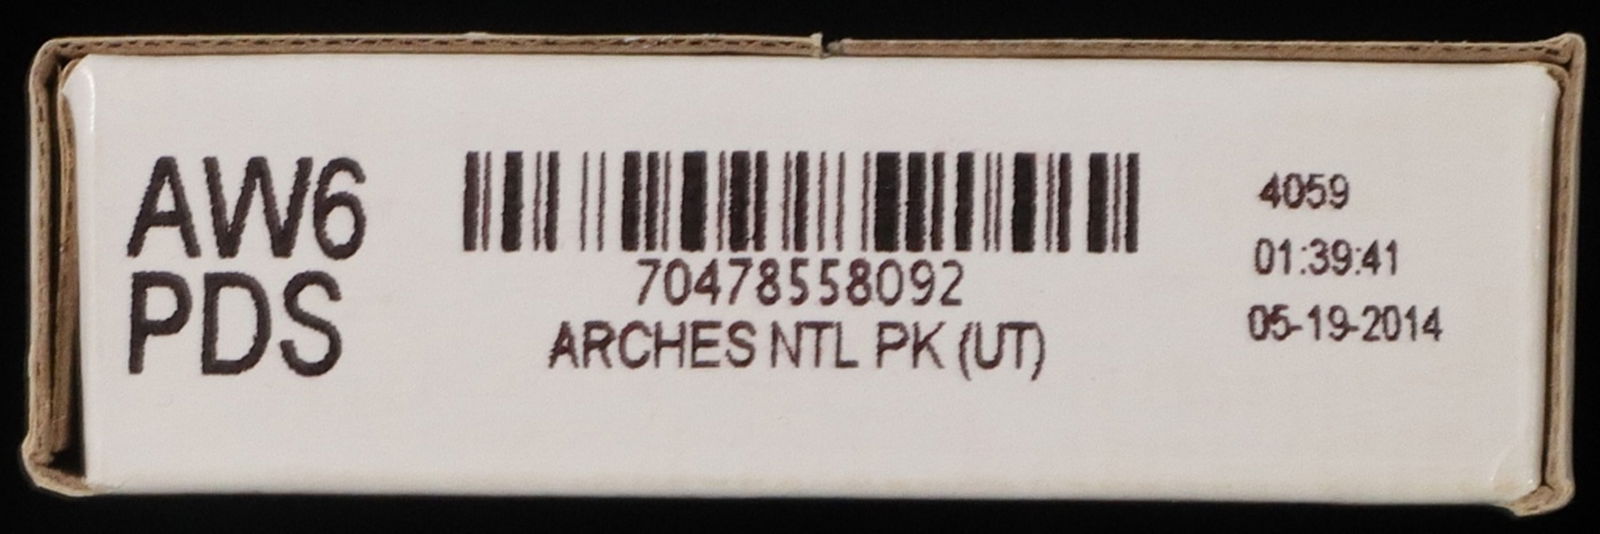 AW6
PDS
70478558092
ARCHES NTL PK (UT)
4059
01:39:41
05-19-2014